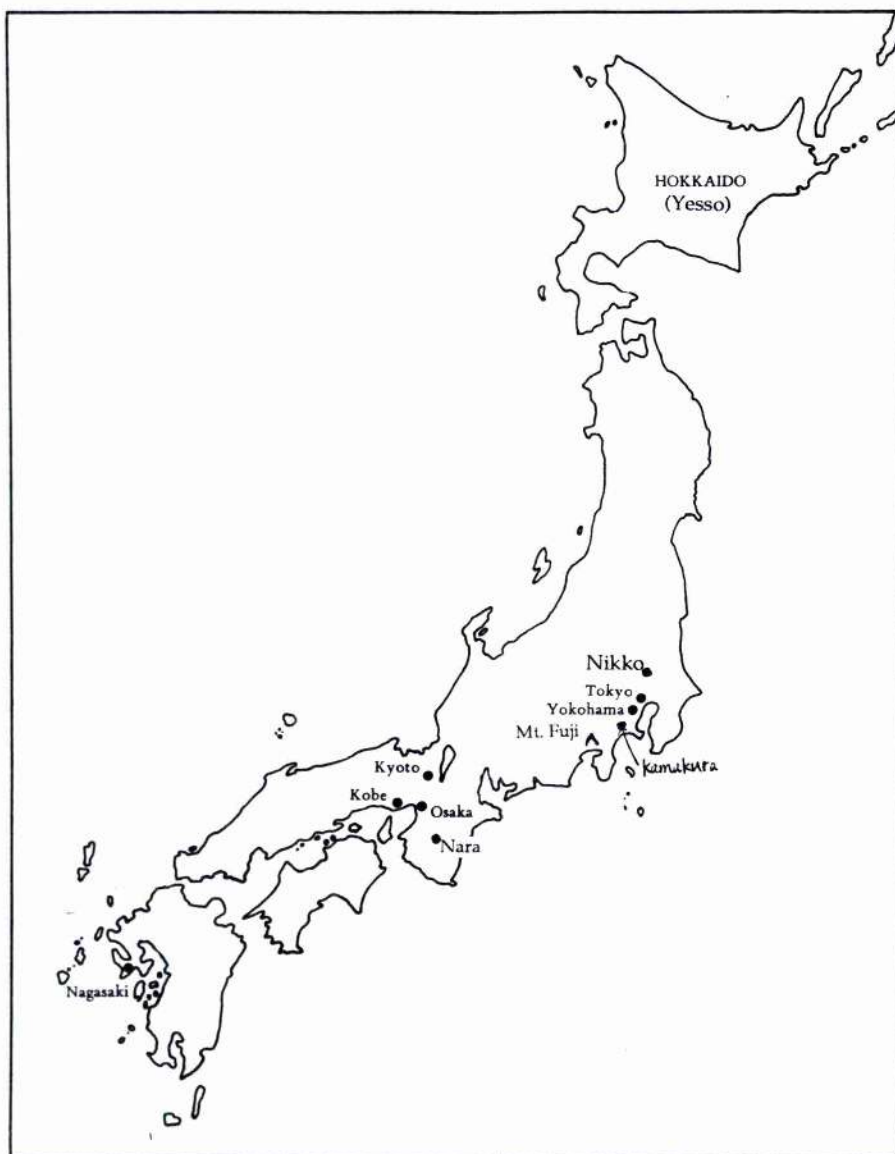 HOKKAIDO
(Yesso)
Nikko
Tokyo
Yokohama
Mt. Fuji
Kamakura
Kyoto
Kobe
Osaka
Nara
Nagasaki